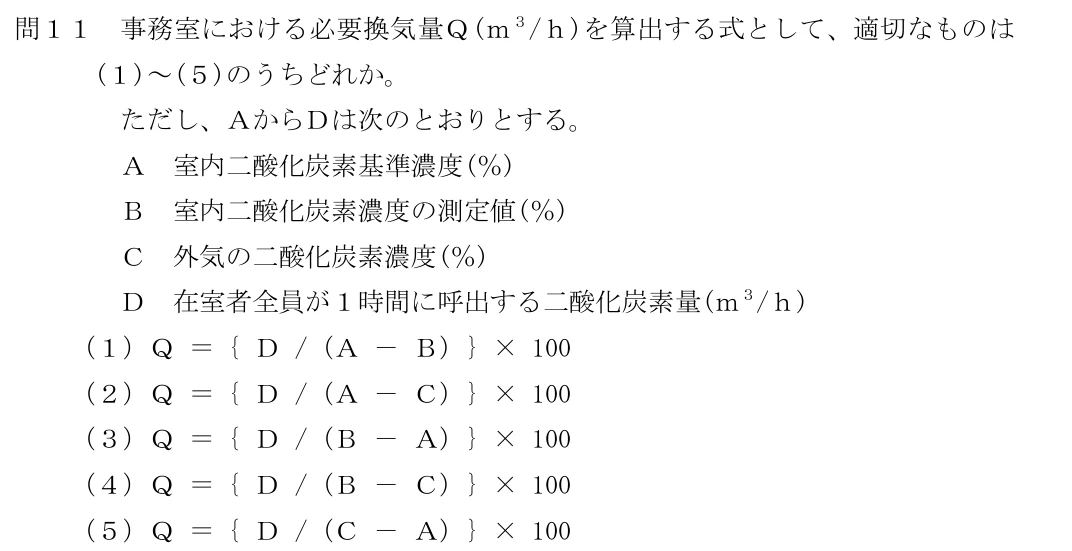 問１１　事務室における必要換気量Ｑ(ｍ³/ｈ)を算出する式として、適切なものは
(１)～(５)のうちどれか。
ただし、ＡからＤは次のとおりとする。
Ａ　室内二酸化炭素基準濃度(%)
Ｂ　室内二酸化炭素濃度の測定値(%)
Ｃ　外気の二酸化炭素濃度(%)
Ｄ　在室者全員が１時間に呼出する二酸化炭素量(ｍ³/ｈ)
(１) Ｑ ＝ { Ｄ / (Ａ － Ｂ) } × 100
(２) Ｑ ＝ { Ｄ / (Ａ － Ｃ) } × 100
(３) Ｑ ＝ { Ｄ / (Ｂ － Ａ) } × 100
(４) Ｑ ＝ { Ｄ / (Ｂ － Ｃ) } × 100
(５) Ｑ ＝ { Ｄ / (Ｃ － Ａ) } × 100